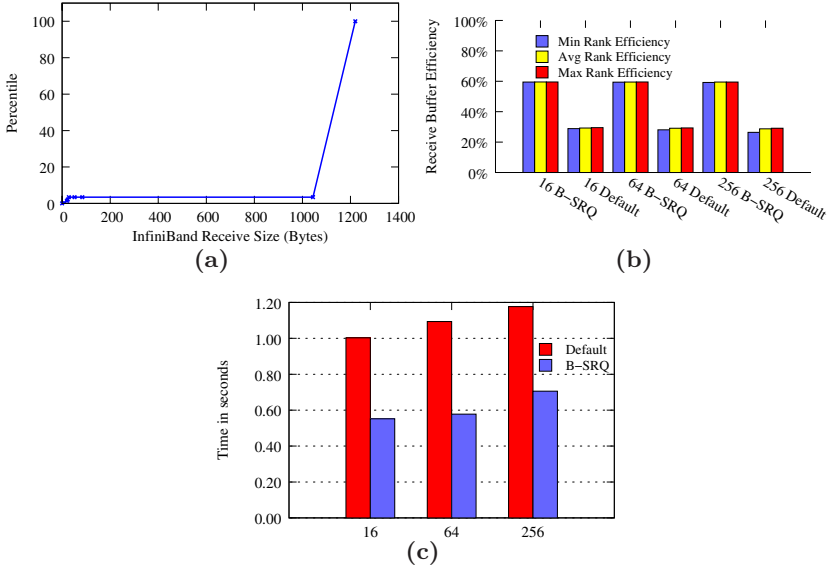 Percentile
100
80
60
40
20
0
0 200 400 600 800 1000 1200 1400
InfiniBand Receive Size (Bytes)
(a)
Receive Buffer Efficiency
100%
80%
60%
40%
20%
0%
Min Rank Efficiency
Avg Rank Efficiency
Max Rank Efficiency
16 B−SRQ
16 Default
64 B−SRQ
64 Default
256 B−SRQ
256 Default
(b)
Time in seconds
1.20
1.00
0.80
0.60
0.40
0.20
0.00
Default
B−SRQ
16 64 256
(c)